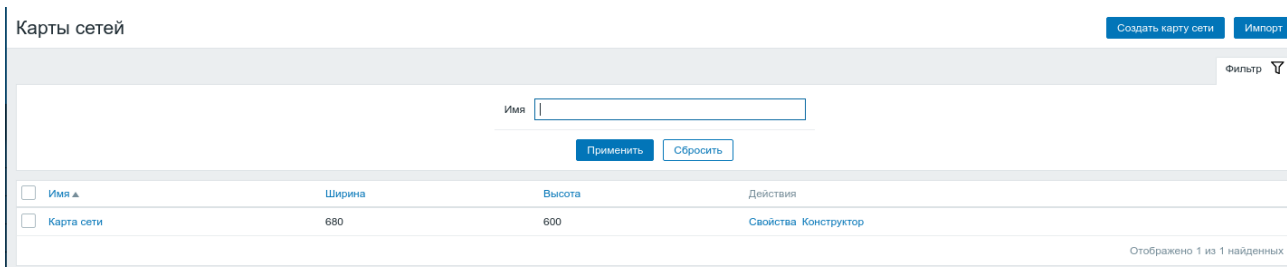 Карты сетей
Создать карту сети Импорт
Фильтр
Имя
Применить Сбросить
Имя Ширина Высота Действия
Карта сети 680 600 Свойства Конструктор
Отображено 1 из 1 найденных